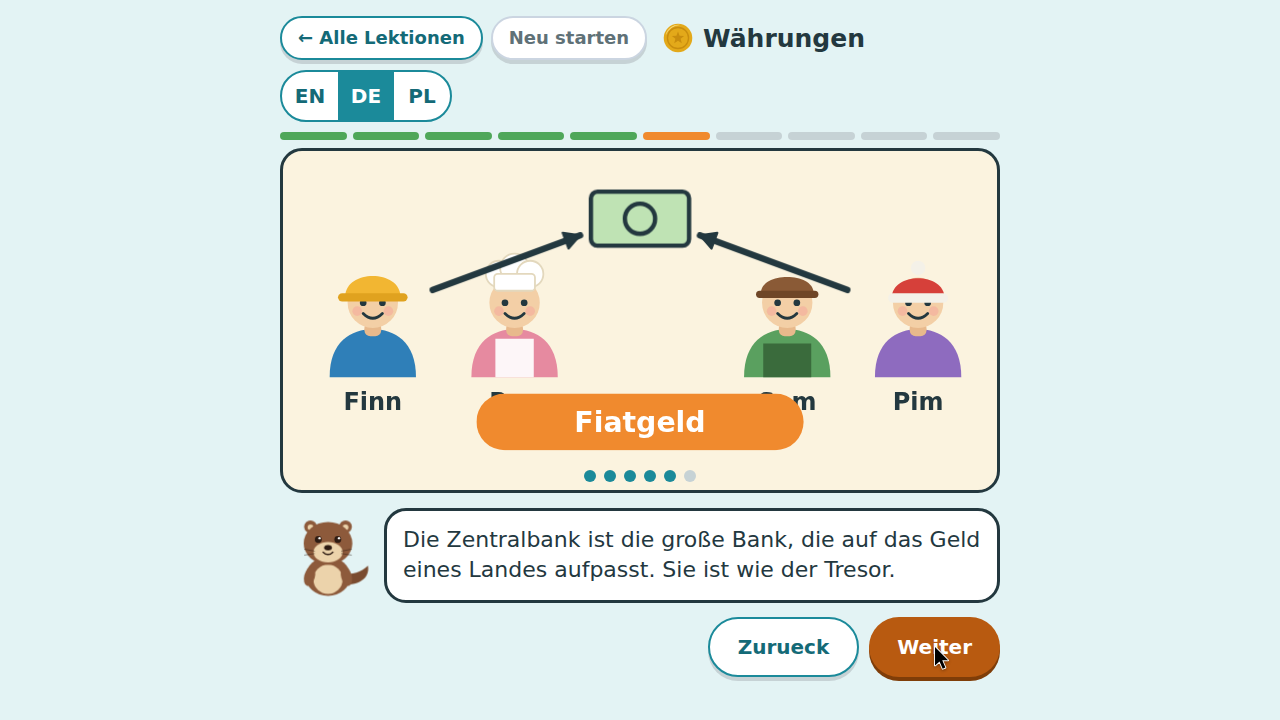 ← Alle Lektionen
Neu starten
Währungen
EN DE PL
Finn
Pim
Fiatgeld
Die Zentralbank ist die große Bank, die auf das Geld
eines Landes aufpasst. Sie ist wie der Tresor.
Zurueck
Weiter